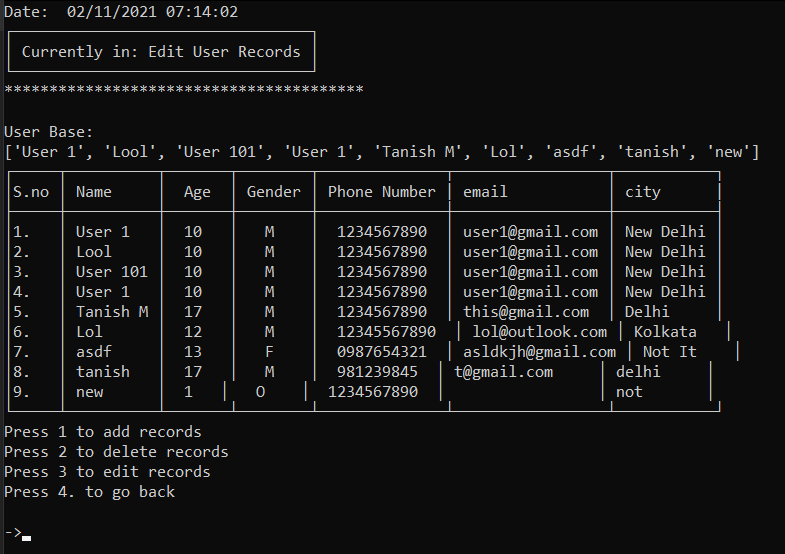 Date:  02/11/2021 07:14:02
Currently in: Edit User Records
****************************************
User Base:
['User 1', 'Lool', 'User 101', 'User 1', 'Tanish M', 'Lol', 'asdf', 'tanish', 'new']
S.no Name Age Gender Phone Number email city
1. User 1 10 M 1234567890 user1@gmail.com New Delhi
2. Lool 10 M 1234567890 user1@gmail.com New Delhi
3. User 101 10 M 1234567890 user1@gmail.com New Delhi
4. User 1 10 M 1234567890 user1@gmail.com New Delhi
5. Tanish M 17 M 1234567890 this@gmail.com Delhi
6. Lol 12 M 12345567890 lol@outlook.com Kolkata
7. asdf 13 F 0987654321 asldkjh@gmail.com Not It
8. tanish 17 M 981239845 t@gmail.com delhi
9. new 1 O 1234567890 not
Press 1 to add records
Press 2 to delete records
Press 3 to edit records
Press 4. to go back
->